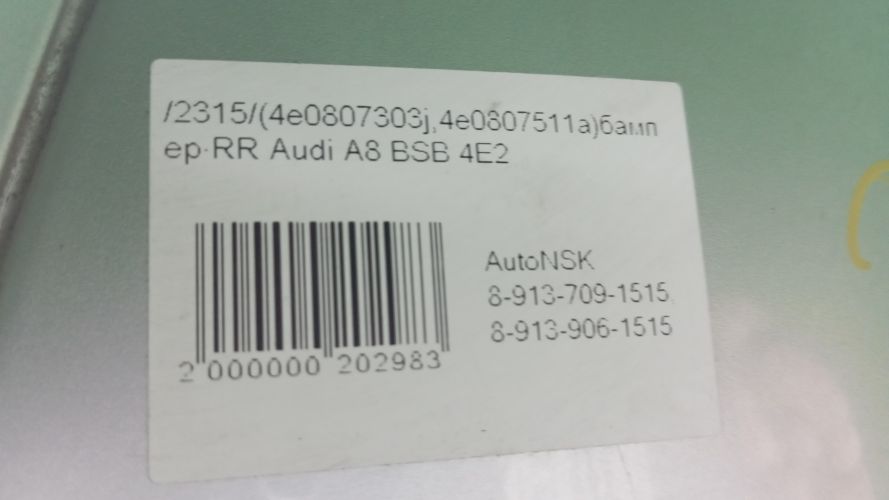 /2315/(4e0807303j,4e0807511a)бамп
ер-RR Audi A8 BSB 4E2
AutoNSK
8-913-709-1515,
8-913-906-1515
2 000000 202983